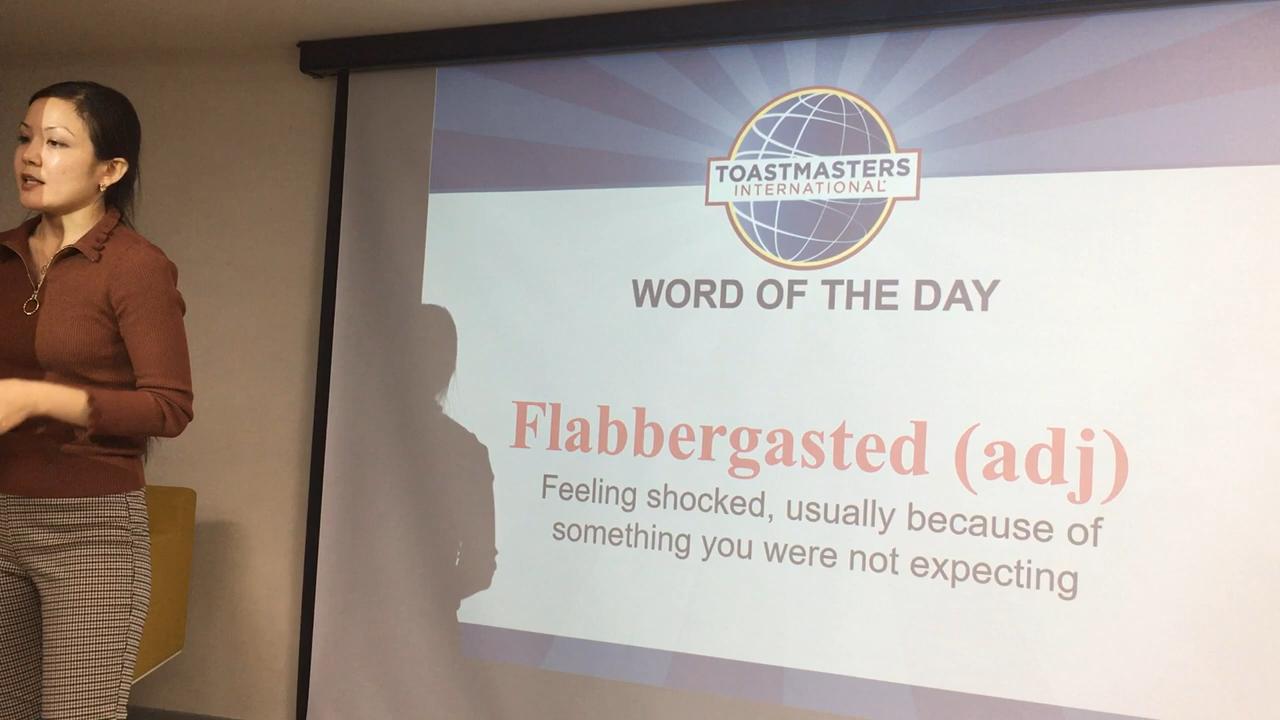 TOASTMASTERS
INTERNATIONAL
WORD OF THE DAY
Flabbergasted (adj)
Feeling shocked, usually because of
something you were not expecting